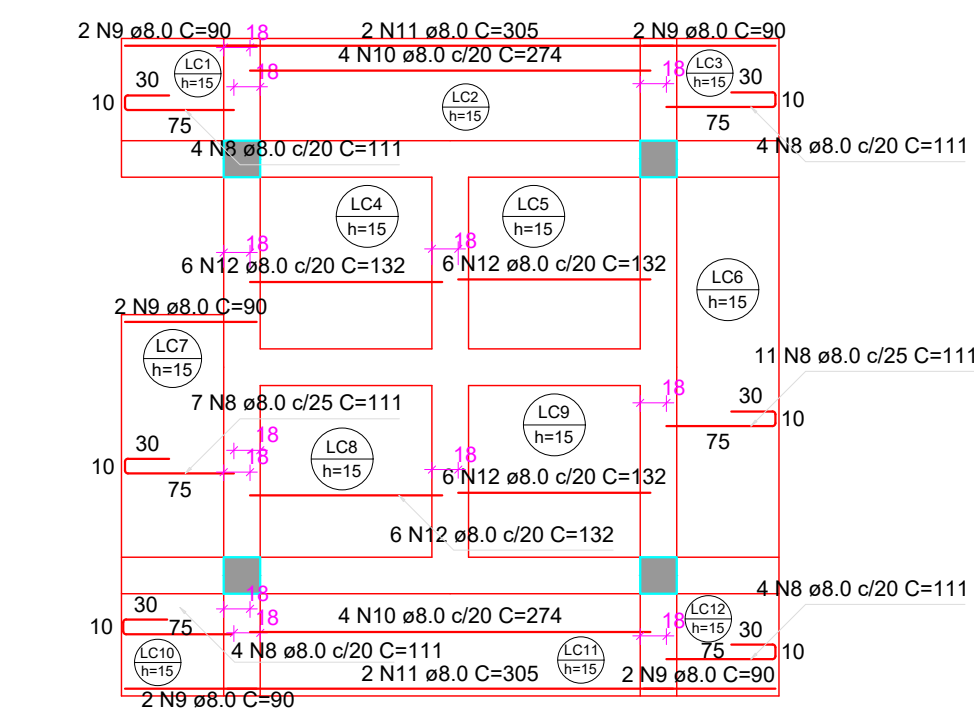 2 N9 ø8.0 C=90
18
2 N11 ø8.0 C=305
2 N9 ø8.0 C=90
4 N10 ø8.0 c/20 C=274
LC1
h=15
18
30
10
75
LC2
h=15
18
LC3
h=15
30
10
75
4 N8 ø8.0 c/20 C=111
4 N8 ø8.0 c/20 C=111
LC4
h=15
LC5
h=15
18
18
6 N12 ø8.0 c/20 C=132
6 N12 ø8.0 c/20 C=132
LC6
h=15
2 N9 ø8.0 C=90
LC7
h=15
11 N8 ø8.0 c/25 C=111
18
30
10
75
7 N8 ø8.0 c/25 C=111
LC9
h=15
30
10
75
18
18
LC8
h=15
18
6 N12 ø8.0 c/20 C=132
6 N12 ø8.0 c/20 C=132
4 N8 ø8.0 c/20 C=111
18
30
10
75
18
4 N10 ø8.0 c/20 C=274
18
LC12
h=15
30
10
75
4 N8 ø8.0 c/20 C=111
LC10
h=15
LC11
h=15
2 N11 ø8.0 C=305
2 N9 ø8.0 C=90
2 N9 ø8.0 C=90